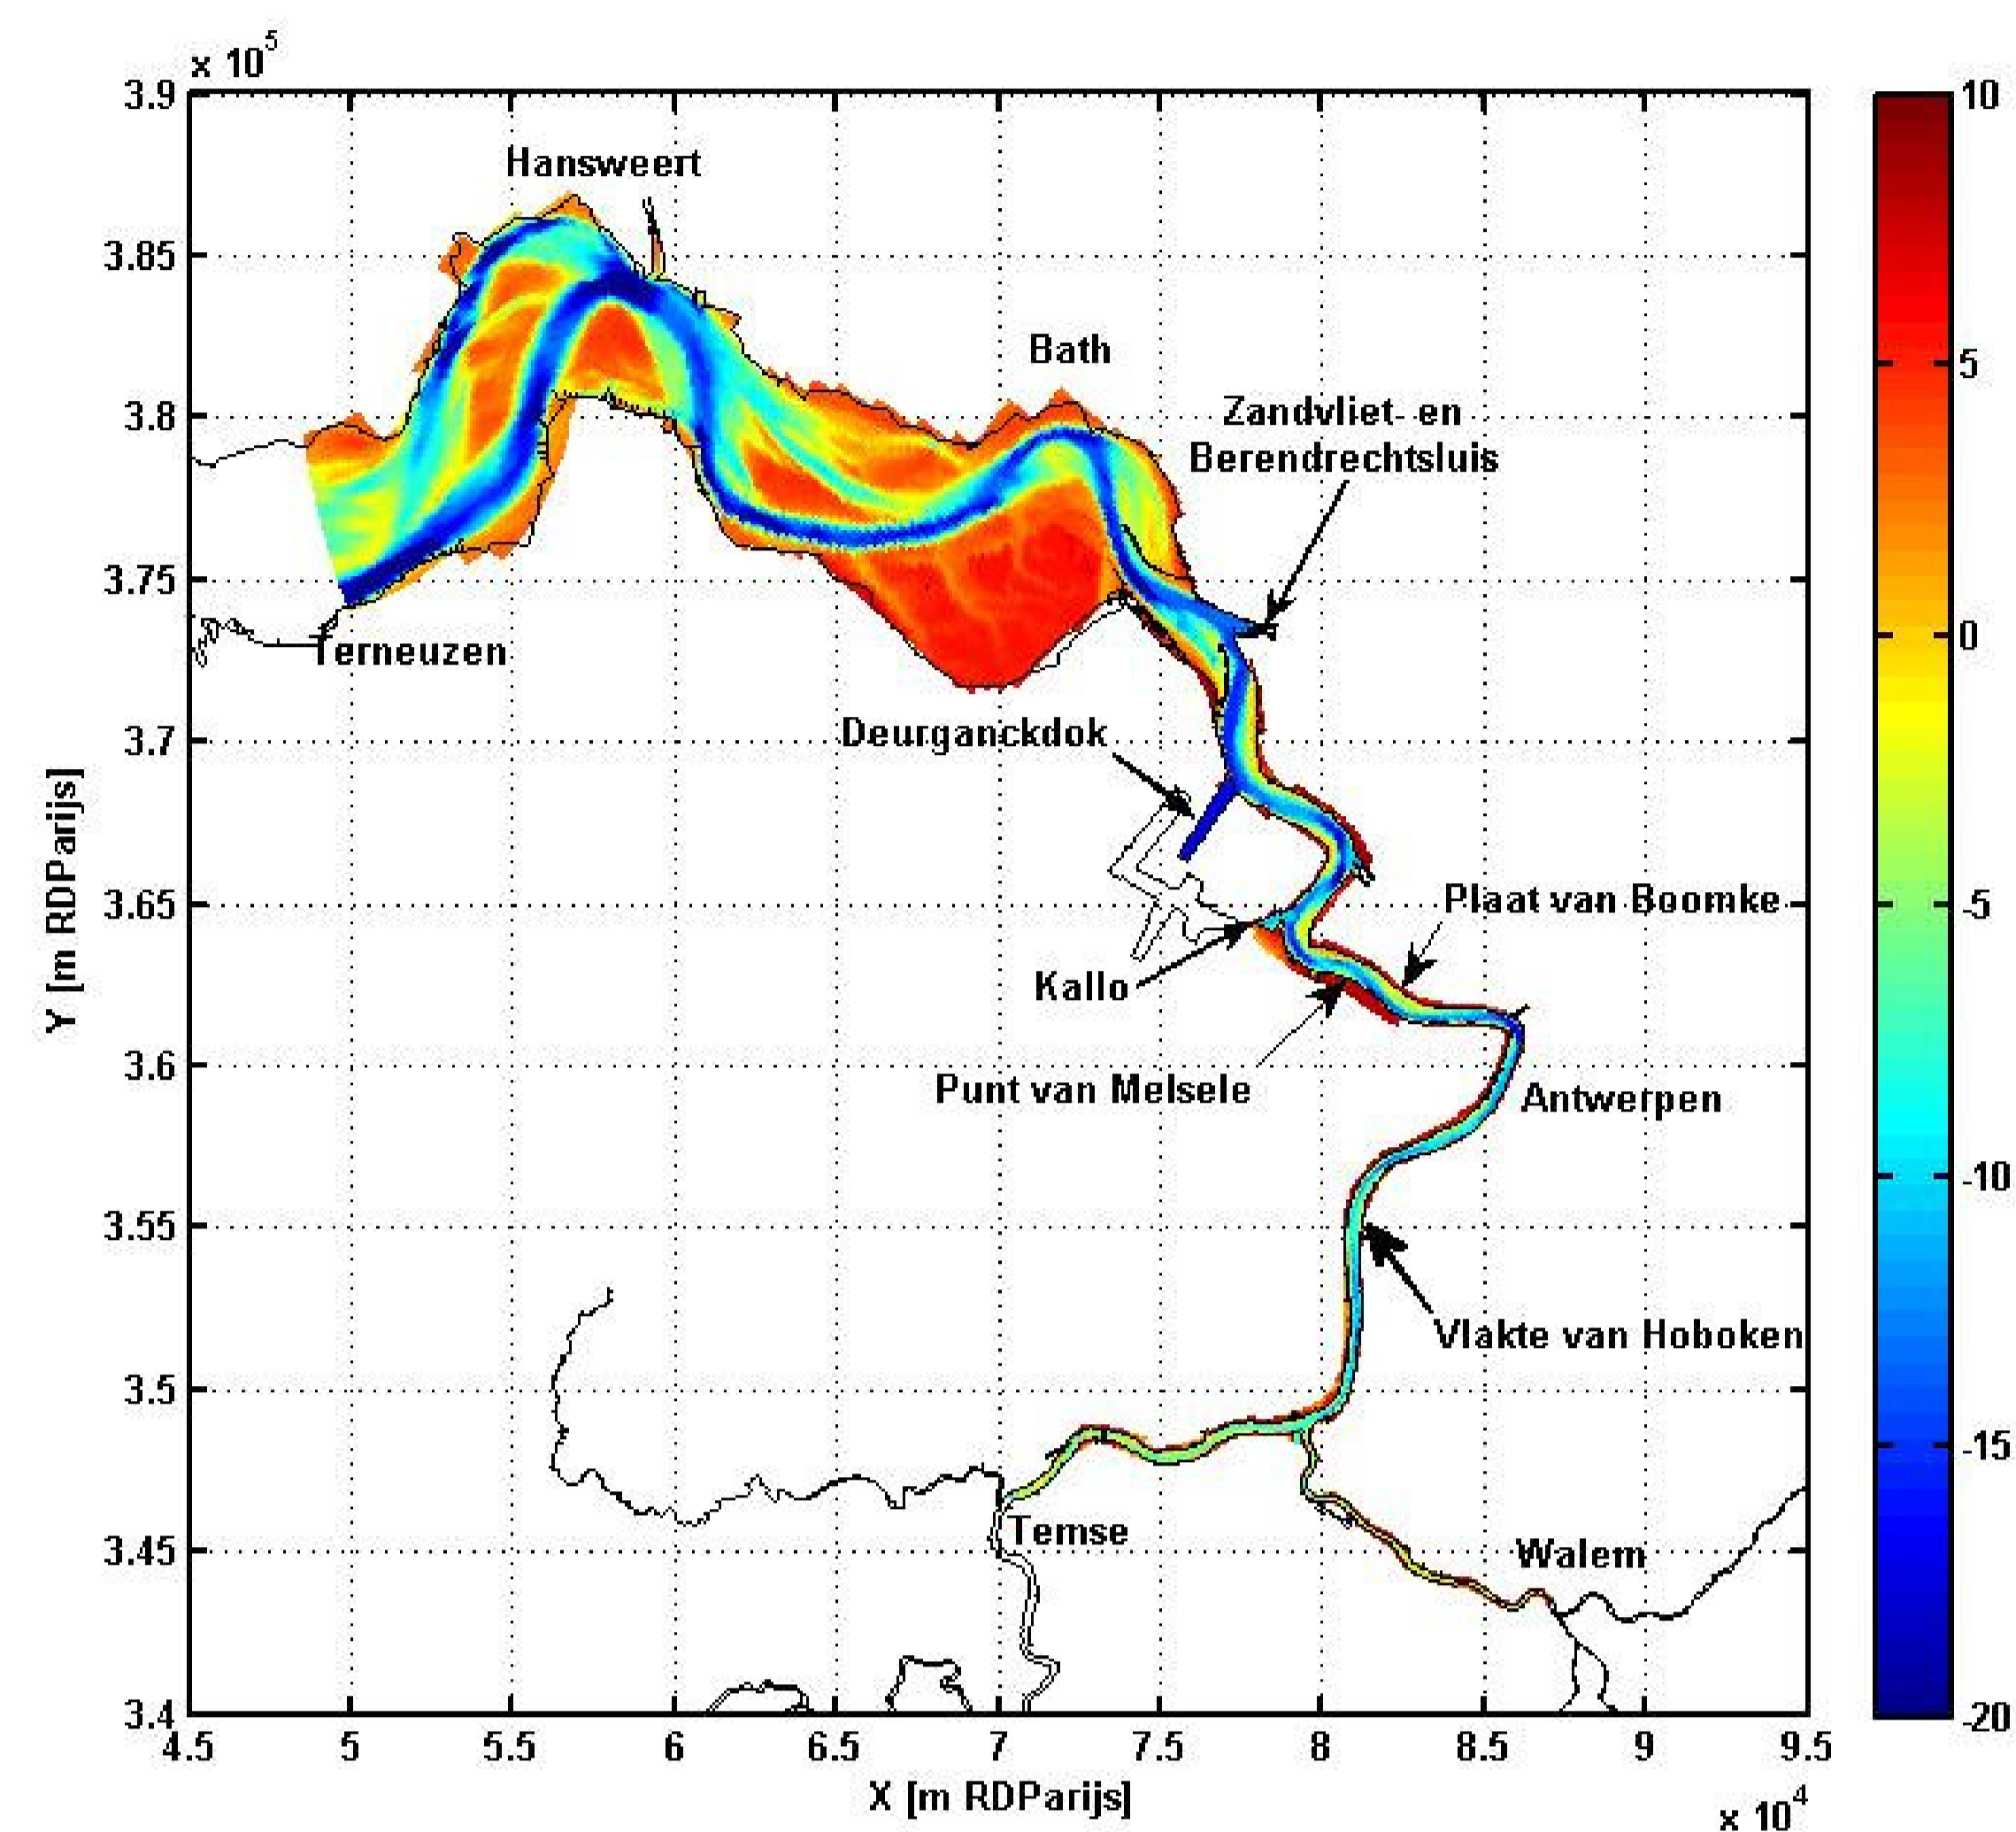 x 10^5
3.9
3.85
3.8
3.75
3.7
3.65
3.6
3.55
3.5
3.45
3.4
Y [m RDParijs]
Hansweert
Bath
Zandvliet- en
Berendrechtsluis
Terneuzen
Deurganckdok
Plaat van Boomke
Kallo
Punt van Melsele
Antwerpen
Vlakte van Hoboken
Temse
Walem
4.5
5
5.5
6
6.5
7
7.5
8
8.5
9
9.5
X [m RDParijs]
x 10^4
10
5
0
-5
-10
-15
-20